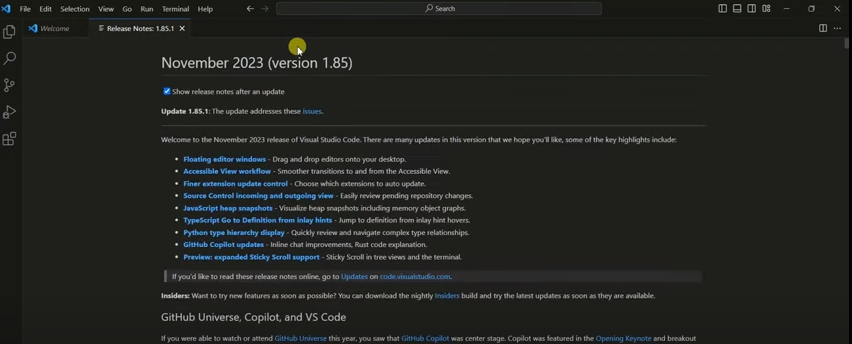 File Edit Selection View Go Run Terminal Help Search
Welcome Release Notes: 1.85.1
November 2023 (version 1.85)
Show release notes after an update
Update 1.85.1: The update addresses these issues.
Welcome to the November 2023 release of Visual Studio Code. There are many updates in this version that we hope you'll like, some of the key highlights include:
• Floating editor windows - Drag and drop editors onto your desktop.
• Accessible View workflow - Smoother transitions to and from the Accessible View.
• Finer extension update control - Choose which extensions to auto update.
• Source Control incoming and outgoing view - Easily review pending repository changes.
• JavaScript heap snapshots - Visualize heap snapshots including memory object graphs.
• TypeScript Go to Definition from inlay hints - Jump to definition from inlay hint hovers.
• Python type hierarchy display - Quickly review and navigate complex type relationships.
• GitHub Copilot updates - Inline chat improvements, Rust code explanation.
• Preview: expanded Sticky Scroll support - Sticky Scroll in tree views and the terminal.
If you'd like to read these release notes online, go to Updates on code.visualstudio.com.
Insiders: Want to try new features as soon as possible? You can download the nightly Insiders build and try the latest updates as soon as they are available.
GitHub Universe, Copilot, and VS Code
If you were able to watch or attend GitHub Universe this year, you saw that GitHub Copilot was center stage. Copilot was featured in the Opening Keynote and breakout